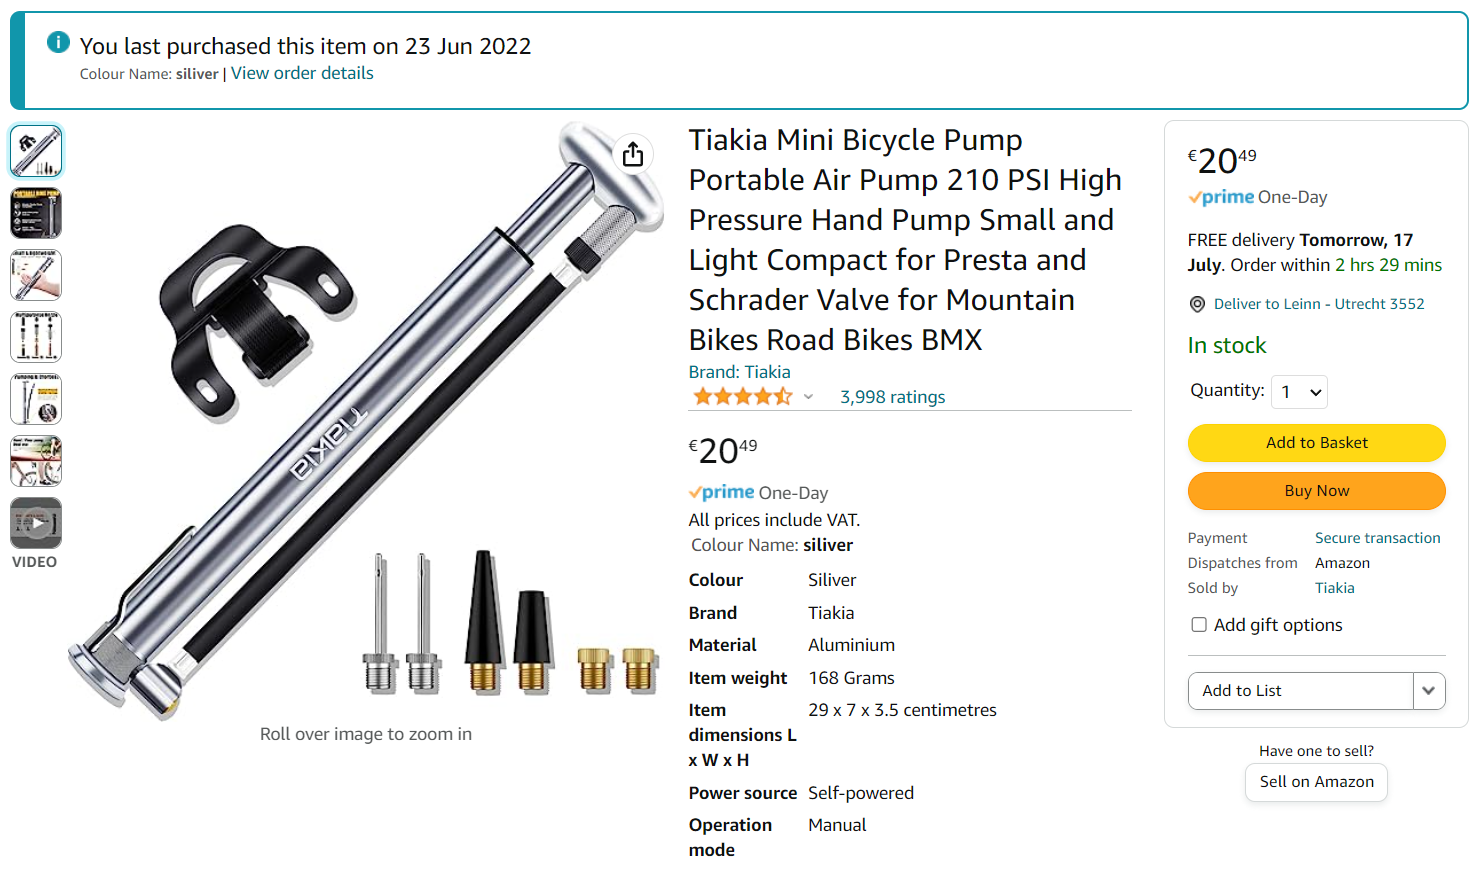 You last purchased this item on 23 Jun 2022
Colour Name: siliver | View order details
VIDEO
TIAKIA
Roll over image to zoom in
Tiakia Mini Bicycle Pump
Portable Air Pump 210 PSI High
Pressure Hand Pump Small and
Light Compact for Presta and
Schrader Valve for Mountain
Bikes Road Bikes BMX
Brand: Tiakia
3,998 ratings
€20 49
prime One-Day
All prices include VAT.
Colour Name: siliver
Colour Siliver
Brand Tiakia
Material Aluminium
Item weight 168 Grams
Item 29 x 7 x 3.5 centimetres
dimensions L
x W x H
Power source Self-powered
Operation Manual
mode
€20 49
prime One-Day
FREE delivery Tomorrow, 17
July. Order within 2 hrs 29 mins
Deliver to Leinn - Utrecht 3552
In stock
Quantity: 1
Add to Basket
Buy Now
Payment Secure transaction
Dispatches from Amazon
Sold by Tiakia
Add gift options
Add to List
Have one to sell?
Sell on Amazon